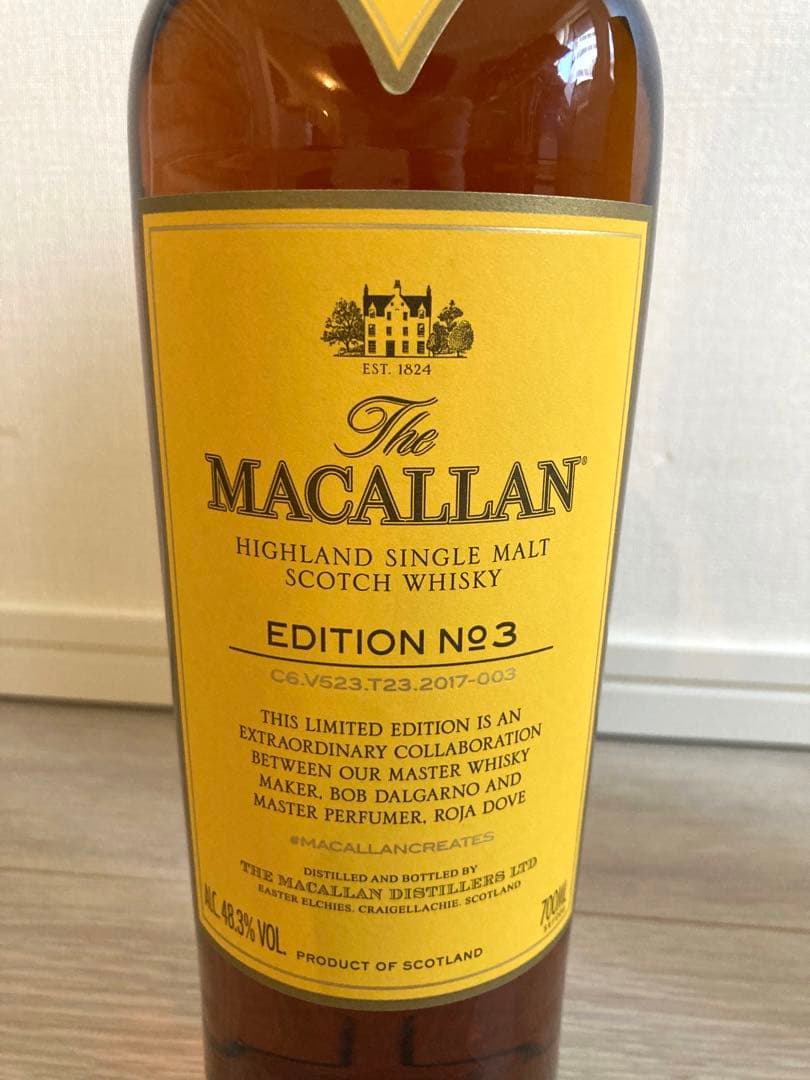 EST. 1824
The
MACALLAN®
HIGHLAND SINGLE MALT
SCOTCH WHISKY
EDITION Nº3
C6.V523.T23.2017-003
THIS LIMITED EDITION IS AN
EXTRAORDINARY COLLABORATION
BETWEEN OUR MASTER WHISKY
MAKER, BOB DALGARNO AND
MASTER PERFUMER, ROJA DOVE
#MACALLANCREATES
DISTILLED AND BOTTLED BY
THE MACALLAN DISTILLERS LTD
EASTER ELCHIES, CRAIGELLACHIE, SCOTLAND
ALC. 48.3% VOL.
700ML
PRODUCT OF SCOTLAND